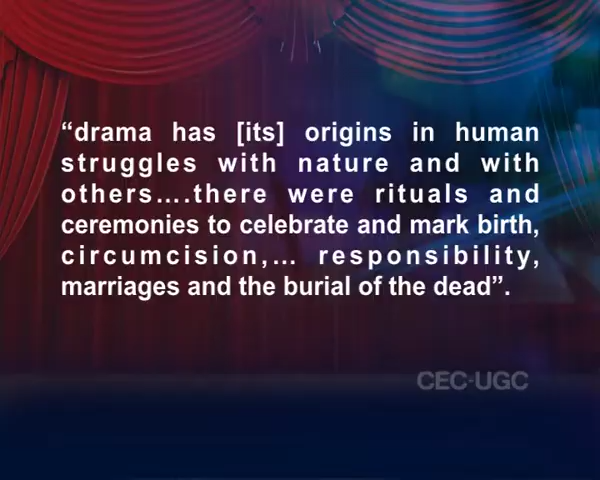 “drama has [its] origins in human
struggles with nature and with
others….there were rituals and
ceremonies to celebrate and mark birth,
circumcision,… responsibility,
marriages and the burial of the dead”.
CEC-UGC